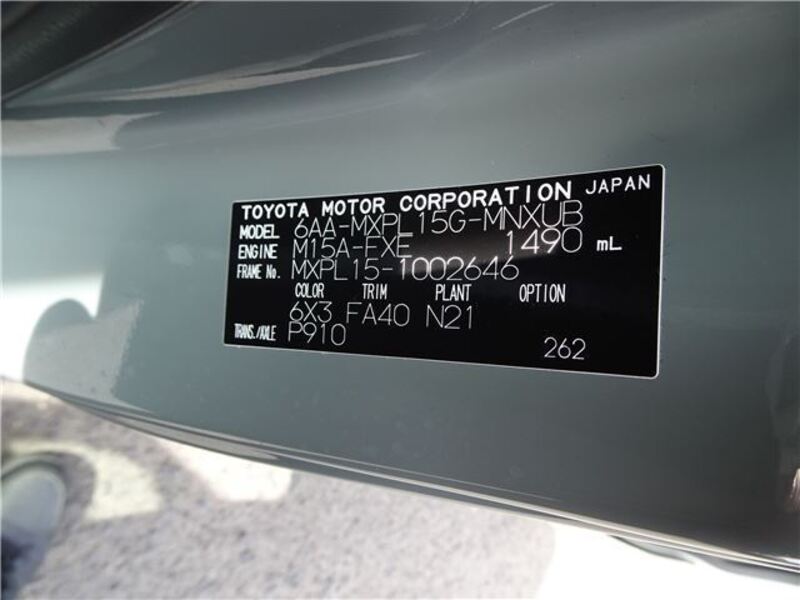 TOYOTA MOTOR CORPORATION JAPAN
MODEL 6AA-MXPL15G-MNXUB
ENGINE M15A-FXE 1490 mL
FRAME No. MXPL15-1002646
COLOR TRIM PLANT OPTION
6X3 FA40 N21
TRANS./AXLE P910
262